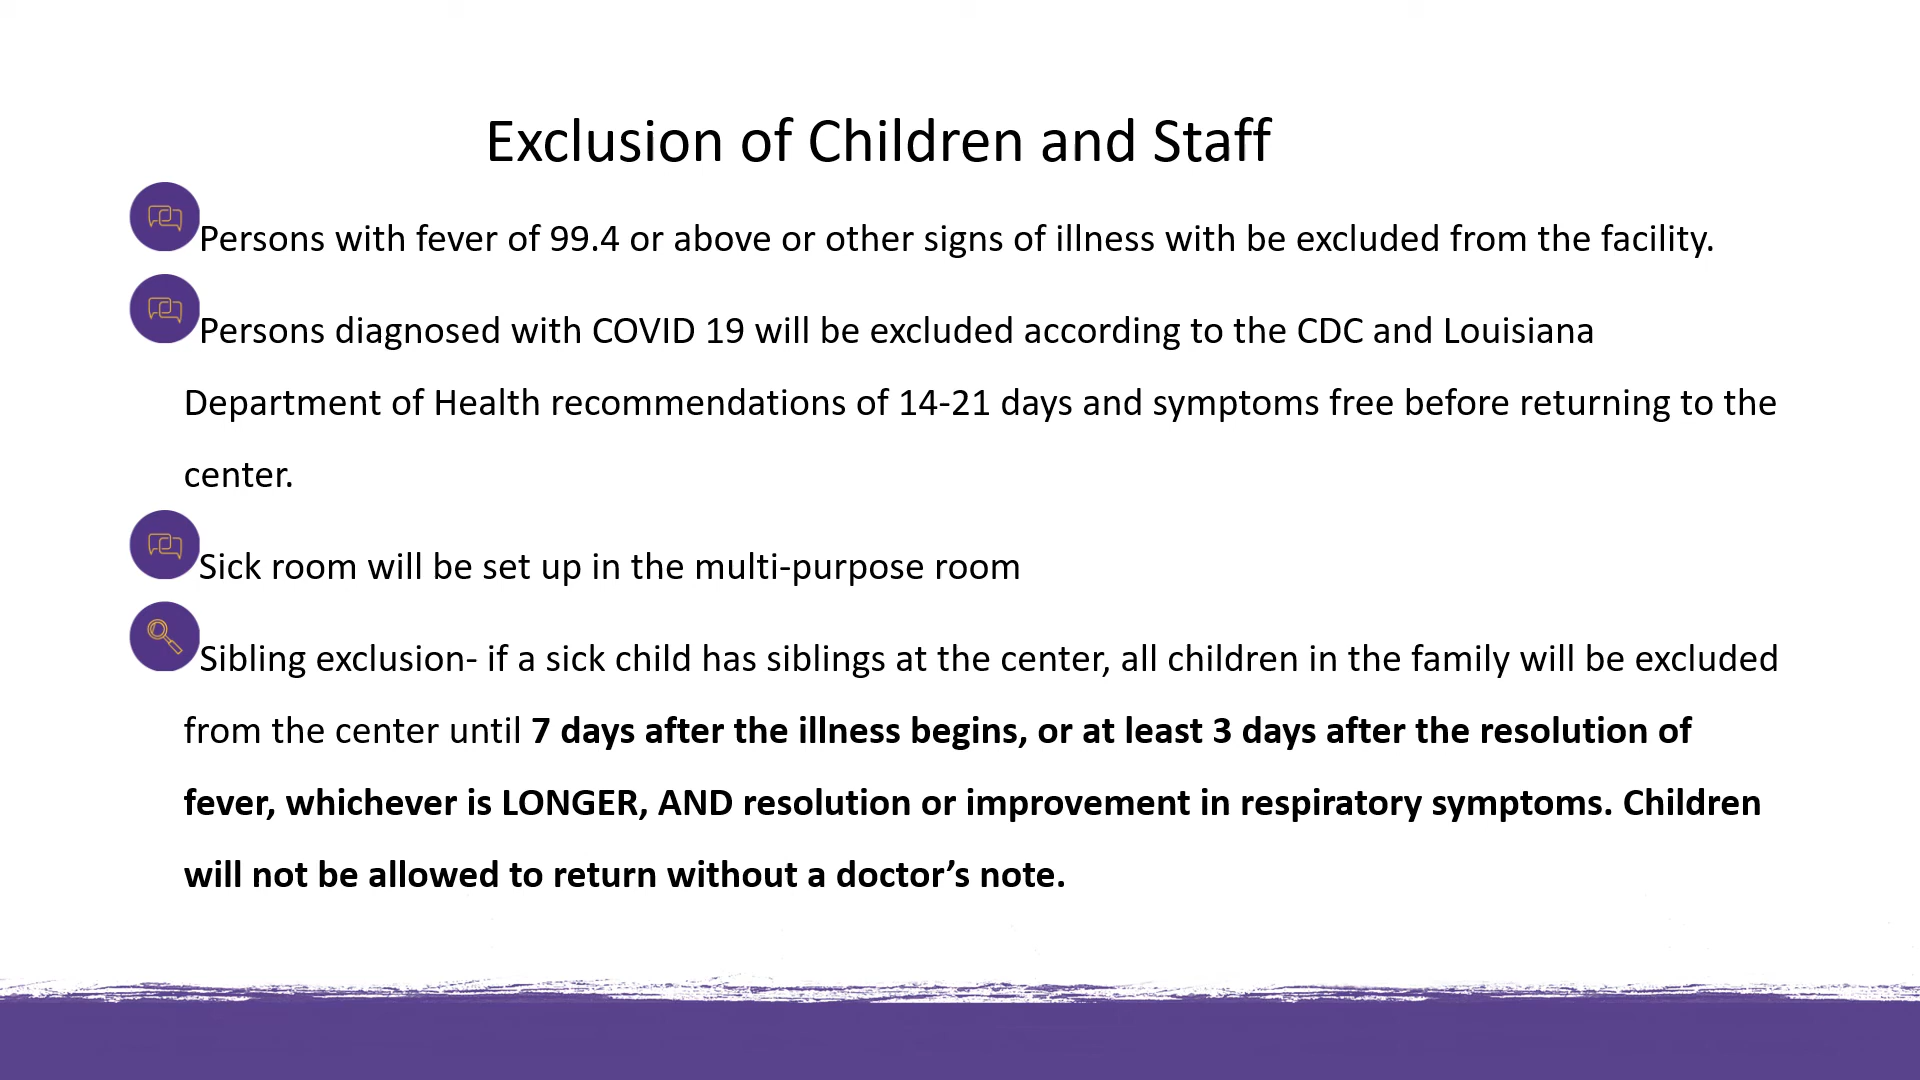 Exclusion of Children and Staff
Persons with fever of 99.4 or above or other signs of illness with be excluded from the facility.
Persons diagnosed with COVID 19 will be excluded according to the CDC and Louisiana
Department of Health recommendations of 14-21 days and symptoms free before returning to the
center.
Sick room will be set up in the multi-purpose room
Sibling exclusion- if a sick child has siblings at the center, all children in the family will be excluded
from the center until 7 days after the illness begins, or at least 3 days after the resolution of
fever, whichever is LONGER, AND resolution or improvement in respiratory symptoms. Children
will not be allowed to return without a doctor’s note.